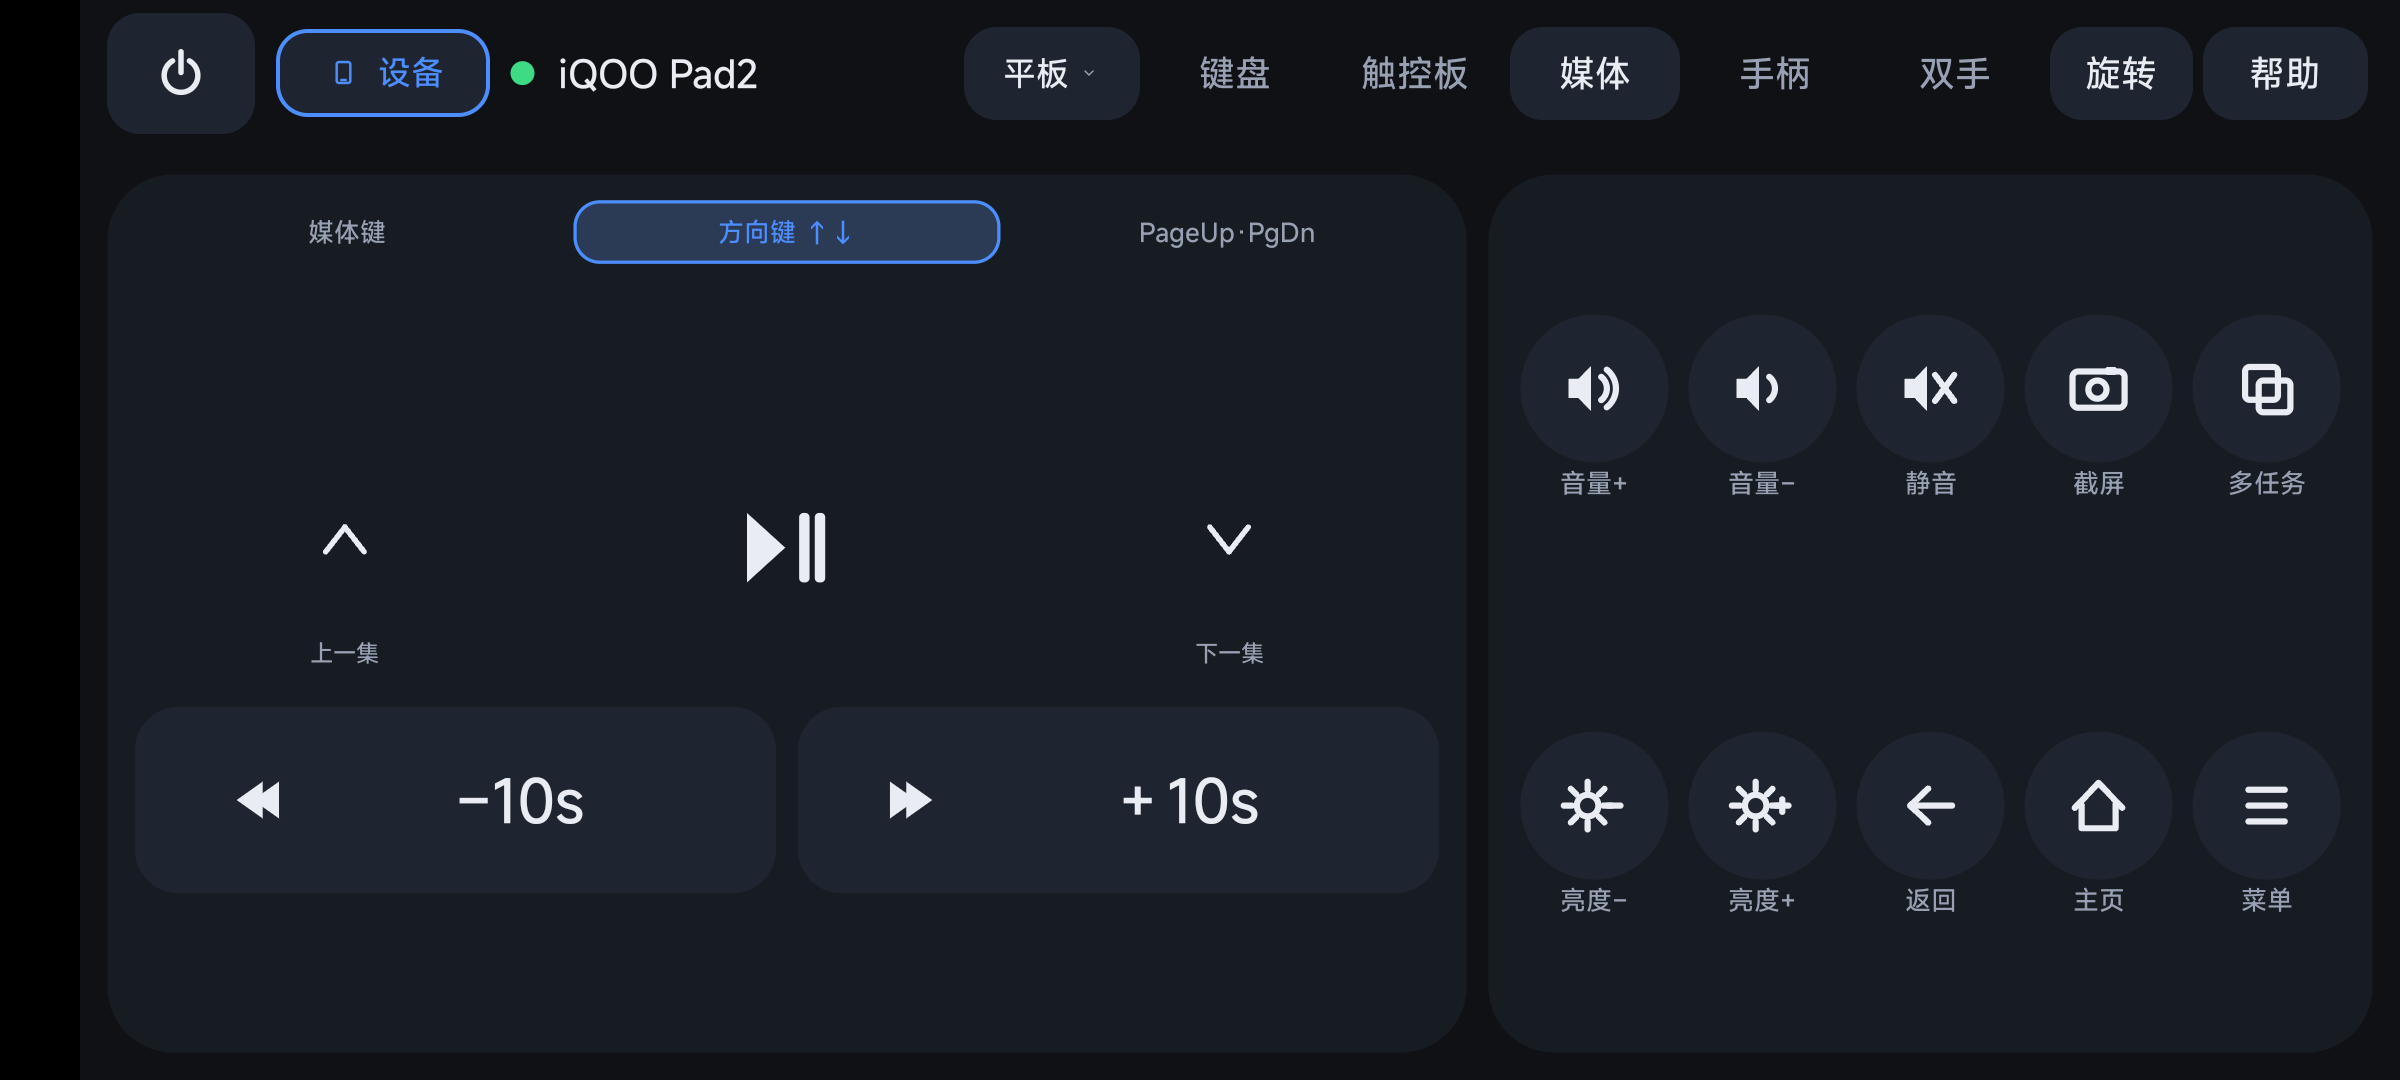 设备 iQOO Pad2 平板 键盘 触控板 媒体 手柄 双手 旋转 帮助
媒体键 方向键 ↑↓ PageUp·PgDn
上一集 下一集
-10s +10s
音量+ 音量- 静音 截屏 多任务
亮度- 亮度+ 返回 主页 菜单